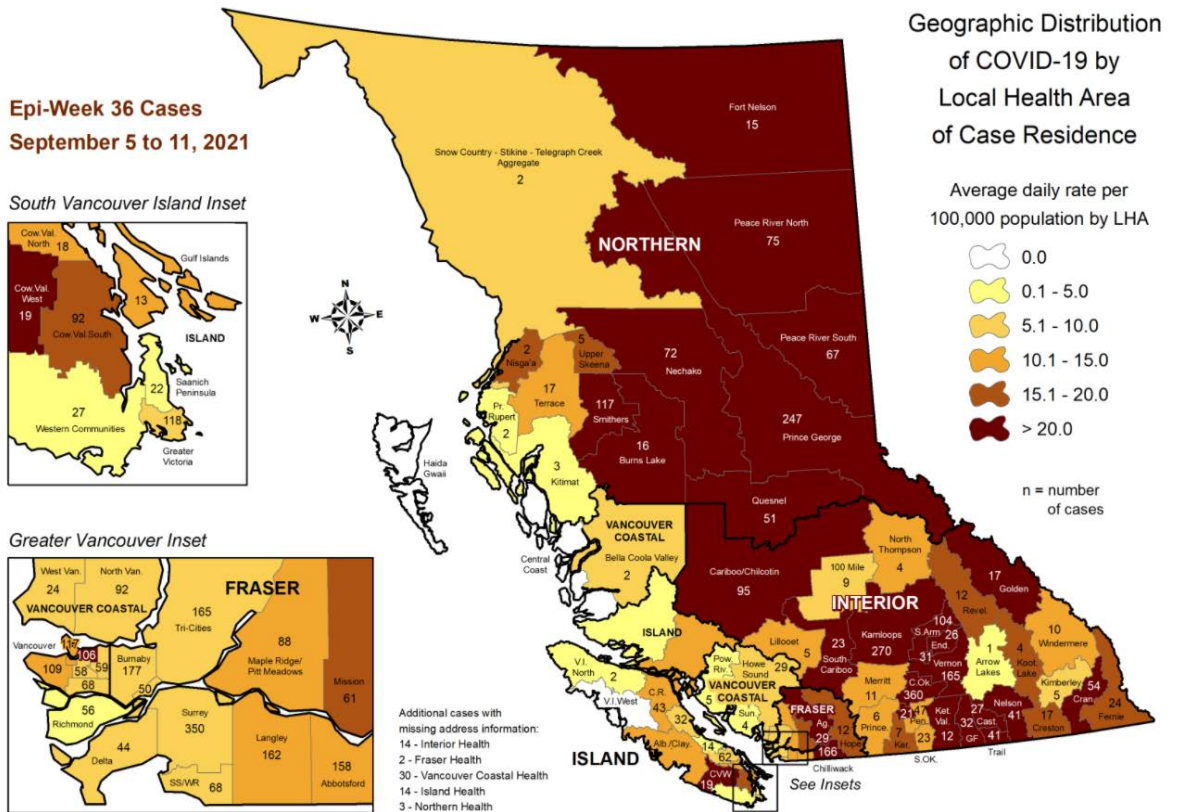 Geographic Distribution
of COVID-19 by
Local Health Area
of Case Residence
Epi-Week 36 Cases
September 5 to 11, 2021
Average daily rate per
100,000 population by LHA
0.0
0.1 - 5.0
5.1 - 10.0
10.1 - 15.0
15.1 - 20.0
> 20.0
n = number
of cases
South Vancouver Island Inset
Cow.Val.
North
18
Gulf Islands
Cow.Val.
West
19
92
Cow.Val.South
13
ISLAND
22
Saanich
Peninsula
27
Western Communities
118
Greater
Victoria
Greater Vancouver Inset
West Van.
24
North Van.
92
VANCOUVER COASTAL
FRASER
165
Tri-Cities
88
Maple Ridge/
Pitt Meadows
Mission
61
Vancouver
117
106
109
58
59
68
Burnaby
177
50
56
Richmond
Surrey
350
44
Delta
SS/WR
68
Langley
162
158
Abbotsford
N
W
E
S
Fort Nelson
15
Snow Country - Stikine - Telegraph Creek
Aggregate
2
NORTHERN
Peace River North
75
Peace River South
67
2
Nisga'a
5
Upper
Skeena
72
Nechako
17
Terrace
117
Smithers
Pr.
Rupert
2
247
Prince George
16
Burns Lake
3
Kitimat
Haida
Gwaii
Quesnel
51
VANCOUVER
COASTAL
Bella Coola Valley
2
Central
Coast
Cariboo/Chilcotin
95
North
Thompson
4
100 Mile
9
INTERIOR
17
Golden
12
Revel.
ISLAND
Lillooet
5
23
South
Cariboo
Kamloops
270
104
S.Arm.
26
End.
31
Vernon
165
1
Arrow
Lakes
4
Koot.
Lake
10
Windermere
Kimberley
5
54
Cran.
24
Fernie
V.I.
North
2
V.I.West
C.R.
43
32
Pow.
Riv.
5
Howe
Sound
29
VANCOUVER
COASTAL
Sun.
4
7
FRASER
Ag.
29
166
12
Hope
Chilliwack
Merritt
11
6
Prince.
C.Ok.
360
21
47
Pen.
7
Ker.
23
S.OK.
Ket.
Val.
12
27
Cast.
32
GF
41
Trail
Nelson
41
17
Creston
Alb./Clay.
14
62
ISLAND
CVW
19
See Insets
Additional cases with
missing address information:
14 - Interior Health
2 - Fraser Health
30 - Vancouver Coastal Health
14 - Island Health
3 - Northern Health